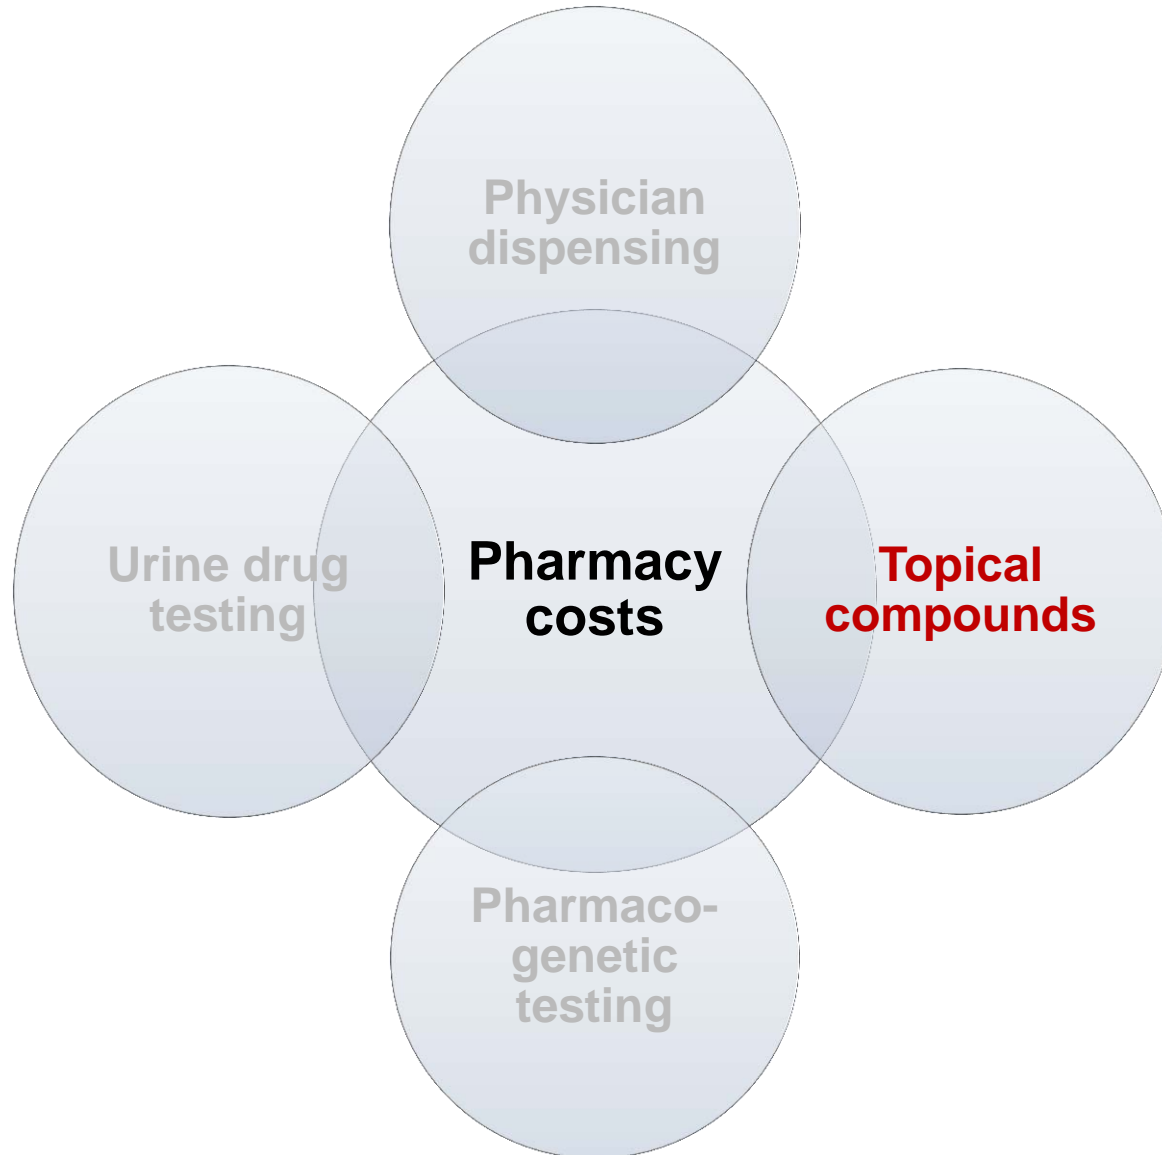 Physician
dispensing
Urine drug
testing
Pharmacy
costs
Topical
compounds
Pharmaco-
genetic
testing